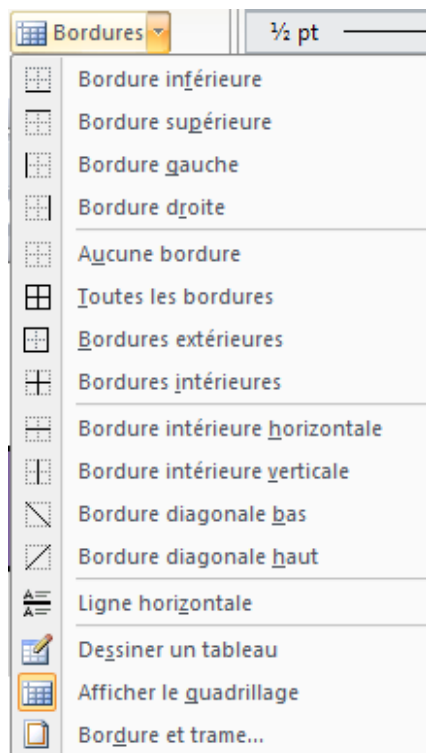 Bordures ½ pt
Bordure inférieure
Bordure supérieure
Bordure gauche
Bordure droite
Aucune bordure
Toutes les bordures
Bordures extérieures
Bordures intérieures
Bordure intérieure horizontale
Bordure intérieure verticale
Bordure diagonale bas
Bordure diagonale haut
Ligne horizontale
Dessiner un tableau
Afficher le quadrillage
Bordure et trame...